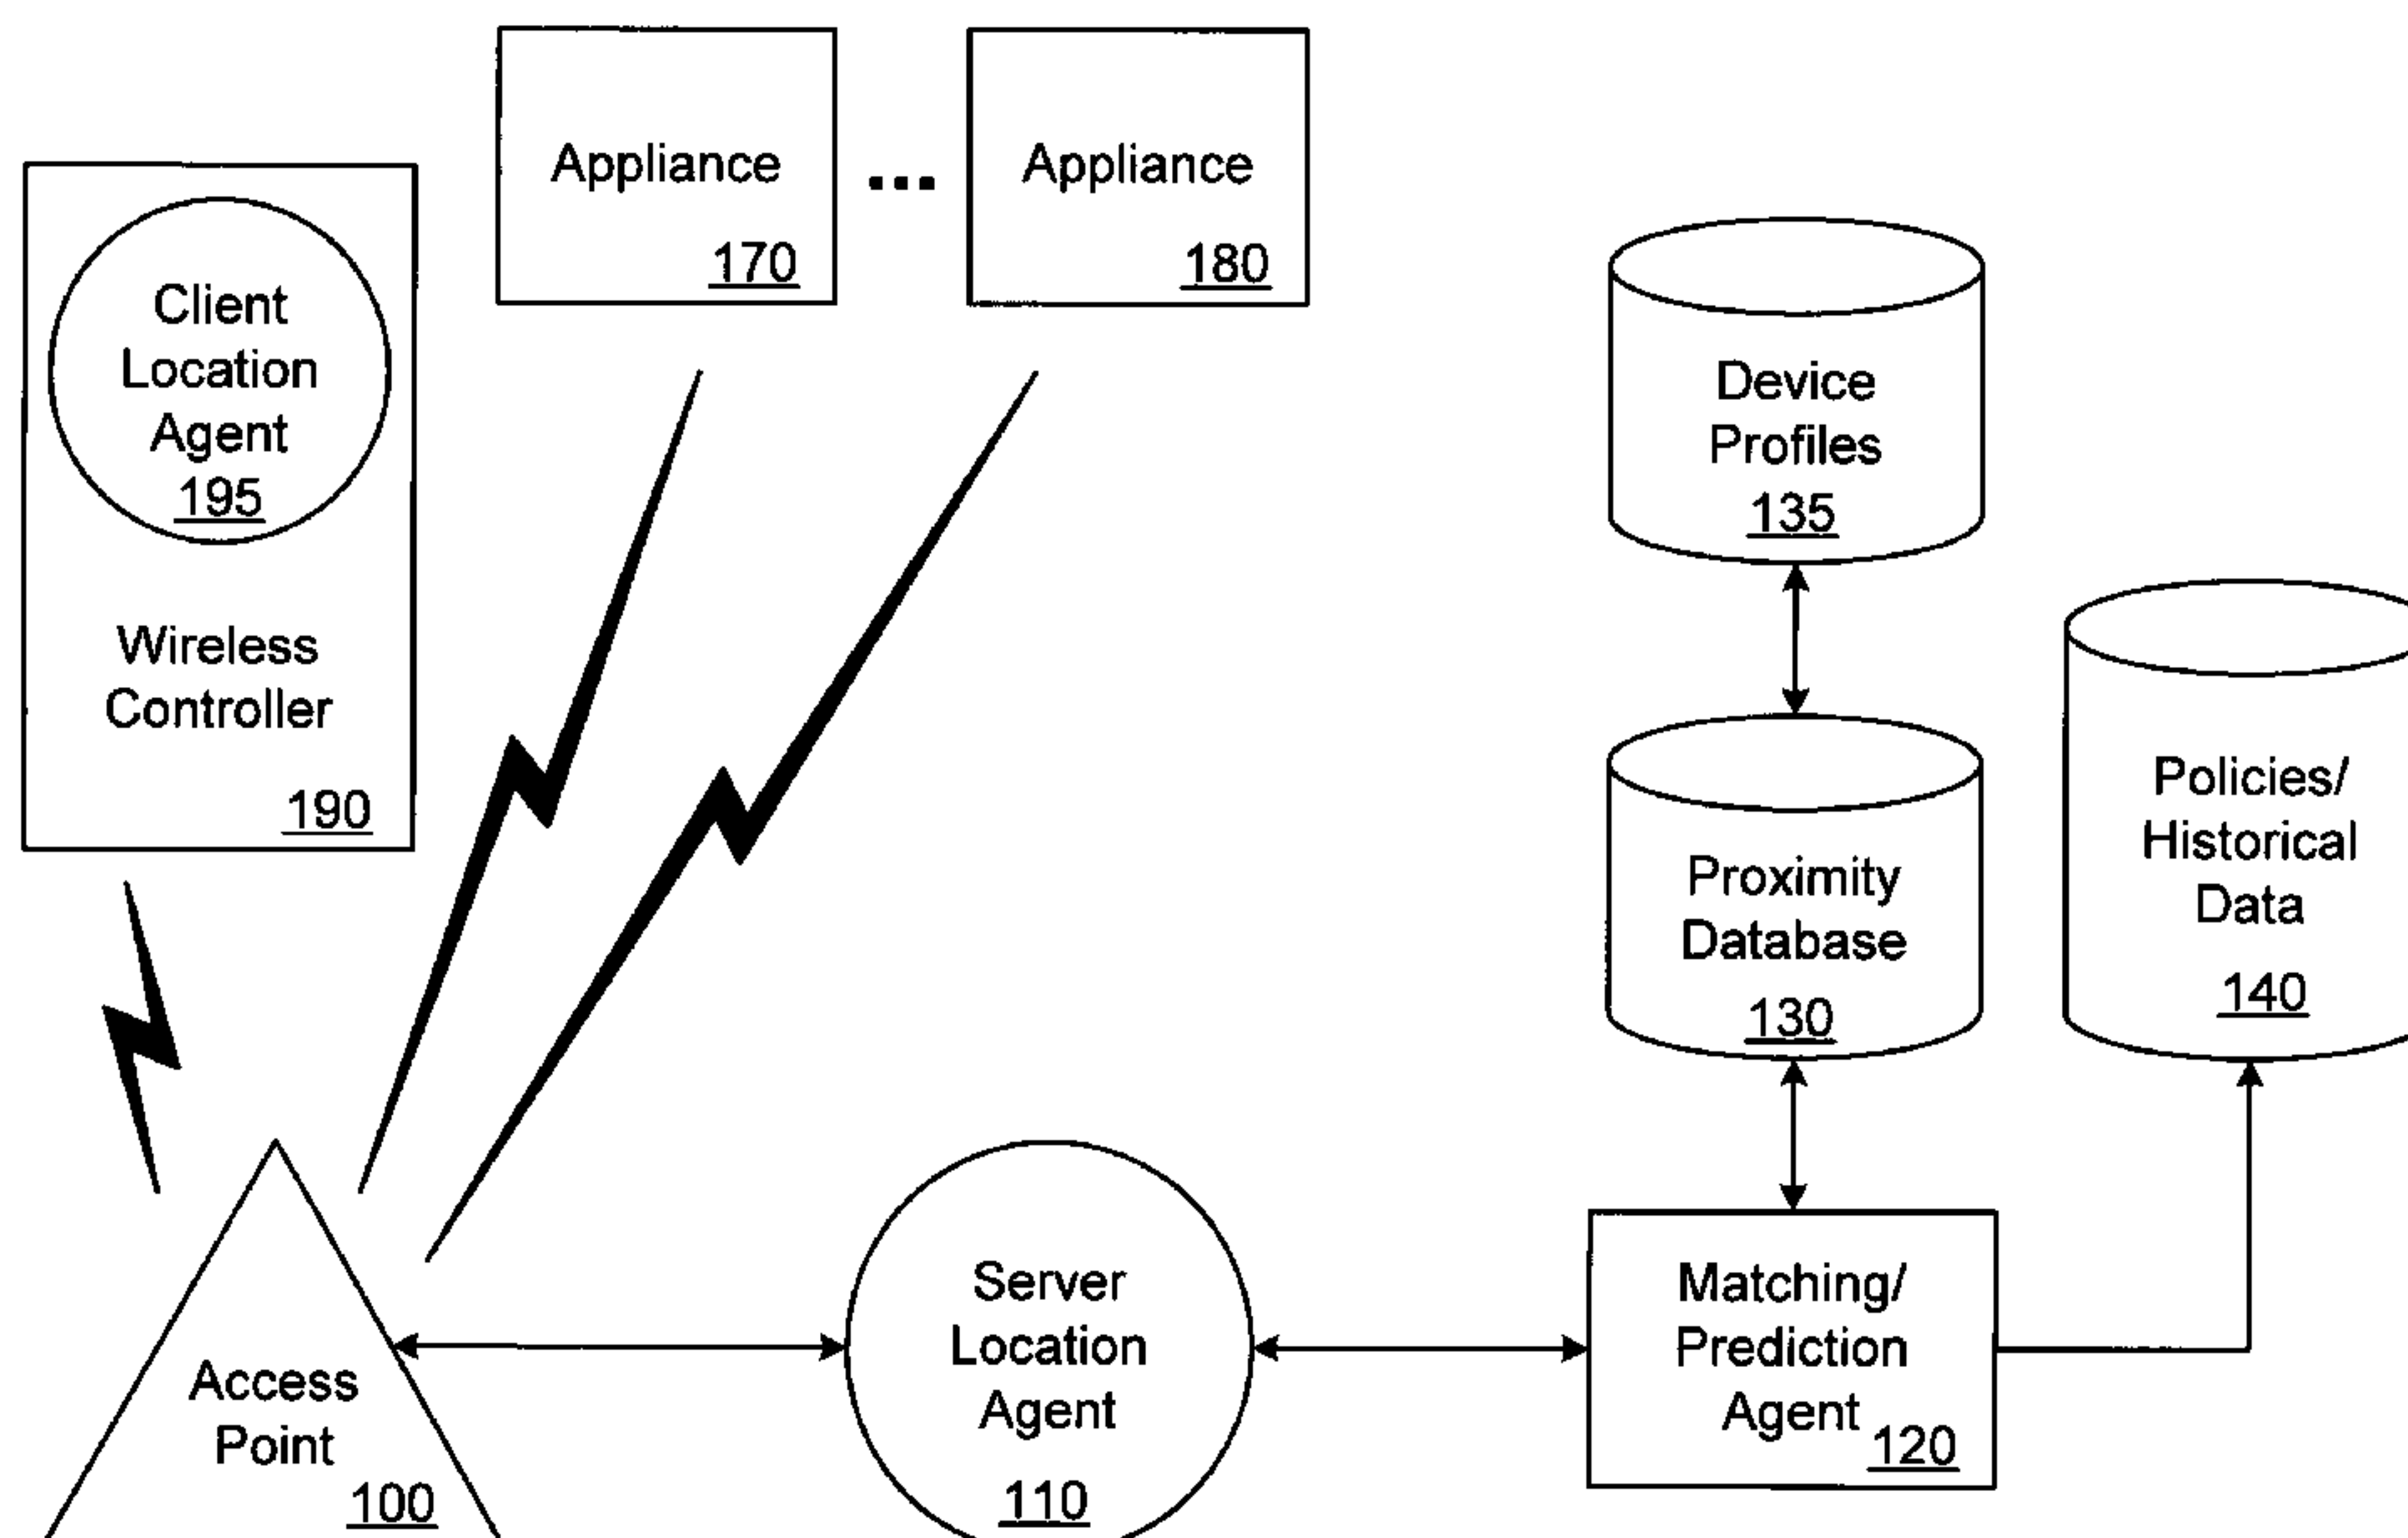 Appliance
170
...
Appliance
180
Client
Location
Agent
195
Wireless
Controller
190
Device
Profiles
135
Proximity
Database
130
Policies/
Historical
Data
140
Access
Point
100
Server
Location
Agent
110
Matching/
Prediction
Agent
120